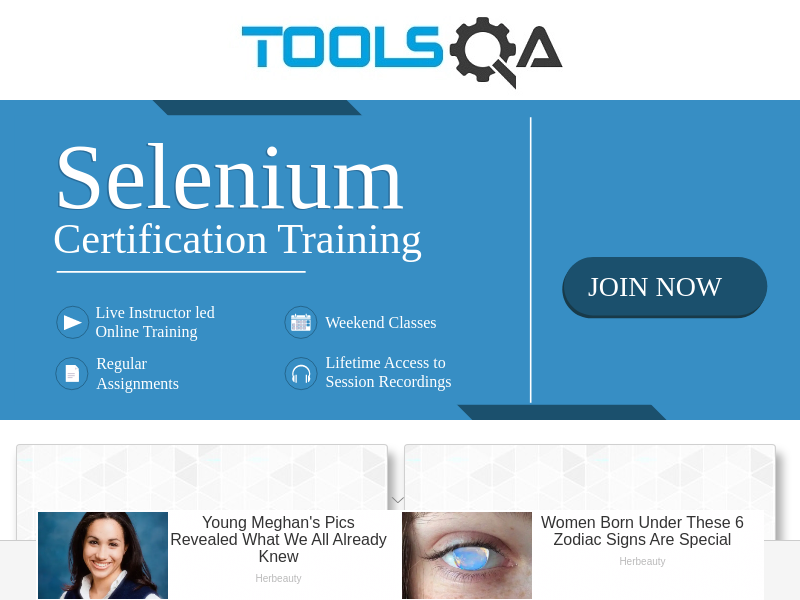 TOOLSQA
Selenium
Certification Training
JOIN NOW
Live Instructor led
Online Training
Weekend Classes
Regular
Assignments
Lifetime Access to
Session Recordings
Young Meghan's Pics
Revealed What We All Already
Knew
Herbeauty
Women Born Under These 6
Zodiac Signs Are Special
Herbeauty